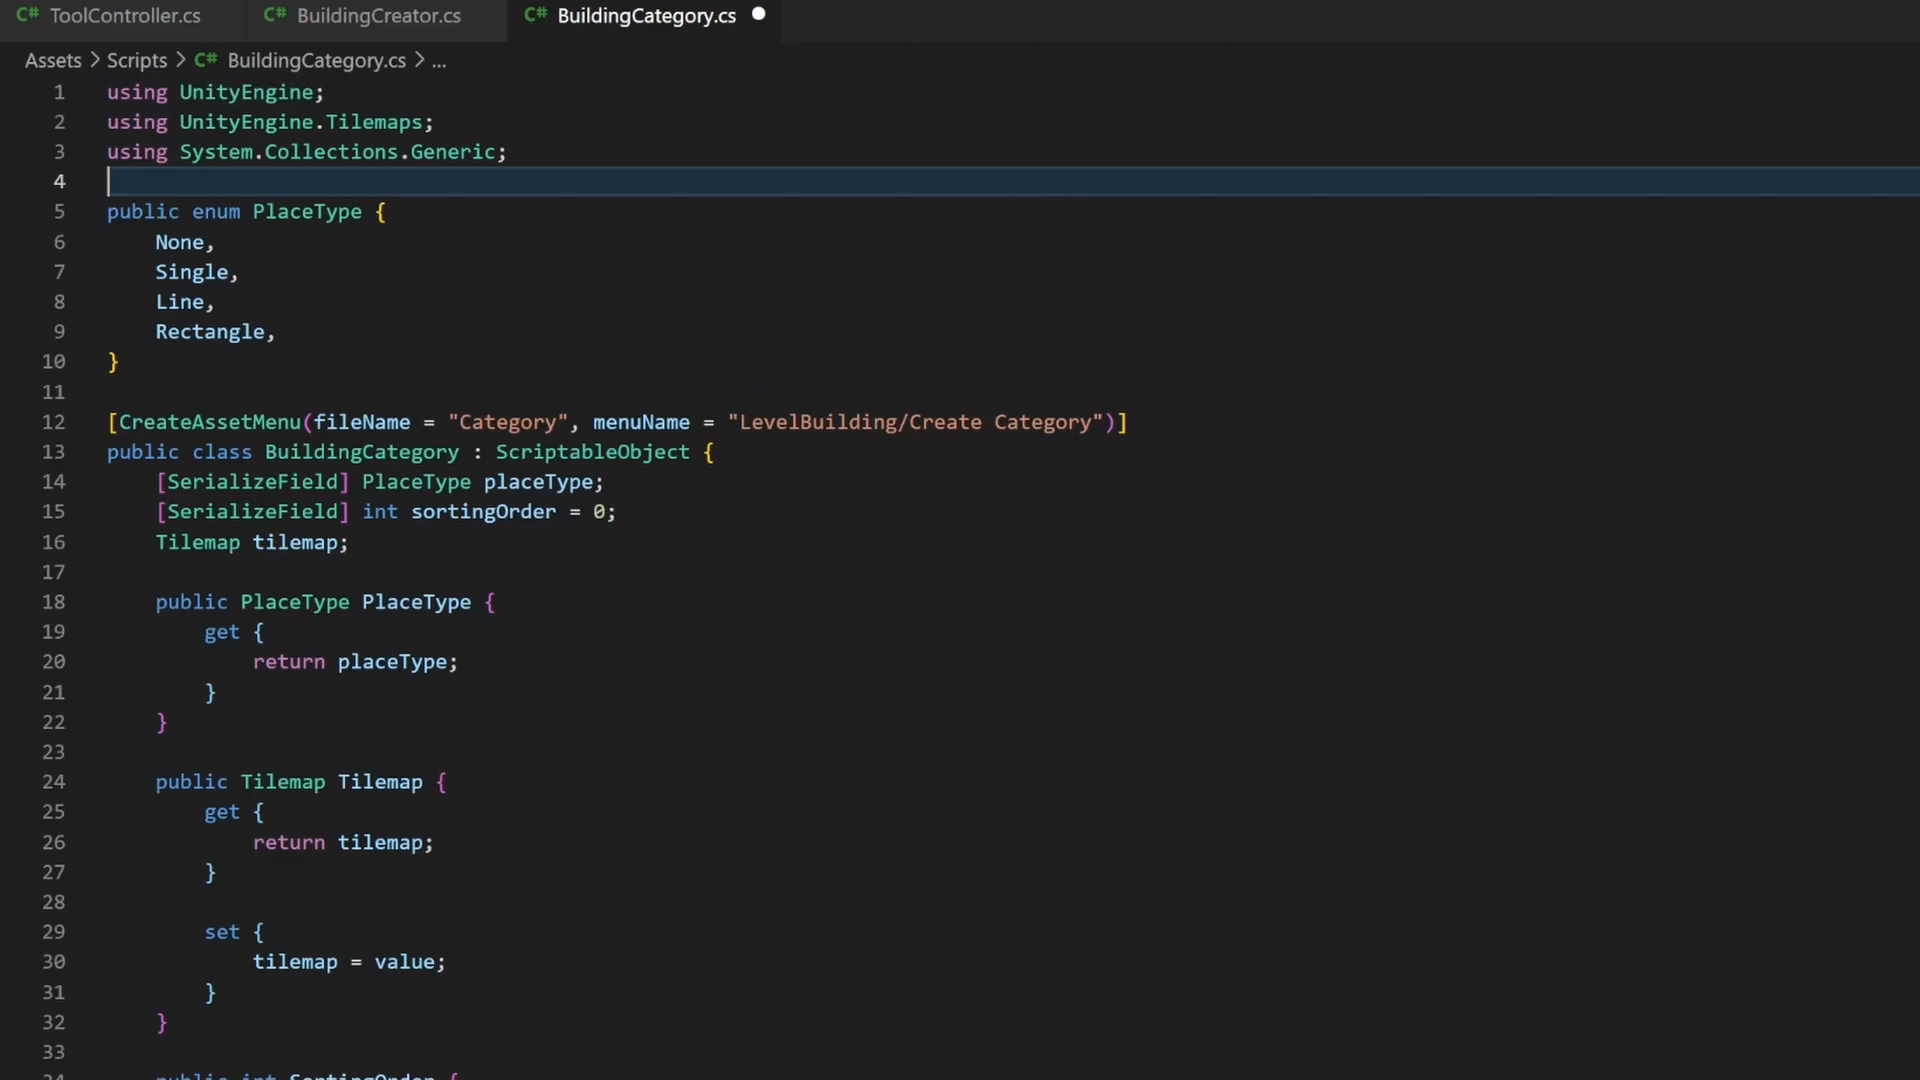 C# ToolController.cs C# BuildingCreator.cs C# BuildingCategory.cs
Assets > Scripts > C# BuildingCategory.cs > ...
1 using UnityEngine;
2 using UnityEngine.Tilemaps;
3 using System.Collections.Generic;
4
5 public enum PlaceType {
6     None,
7     Single,
8     Line,
9     Rectangle,
10 }
11
12 [CreateAssetMenu(fileName = "Category", menuName = "LevelBuilding/Create Category")]
13 public class BuildingCategory : ScriptableObject {
14     [SerializeField] PlaceType placeType;
15     [SerializeField] int sortingOrder = 0;
16     Tilemap tilemap;
17
18     public PlaceType PlaceType {
19         get {
20             return placeType;
21         }
22     }
23
24     public Tilemap Tilemap {
25         get {
26             return tilemap;
27         }
28
29         set {
30             tilemap = value;
31         }
32     }
33
34     public int SortingOrder {